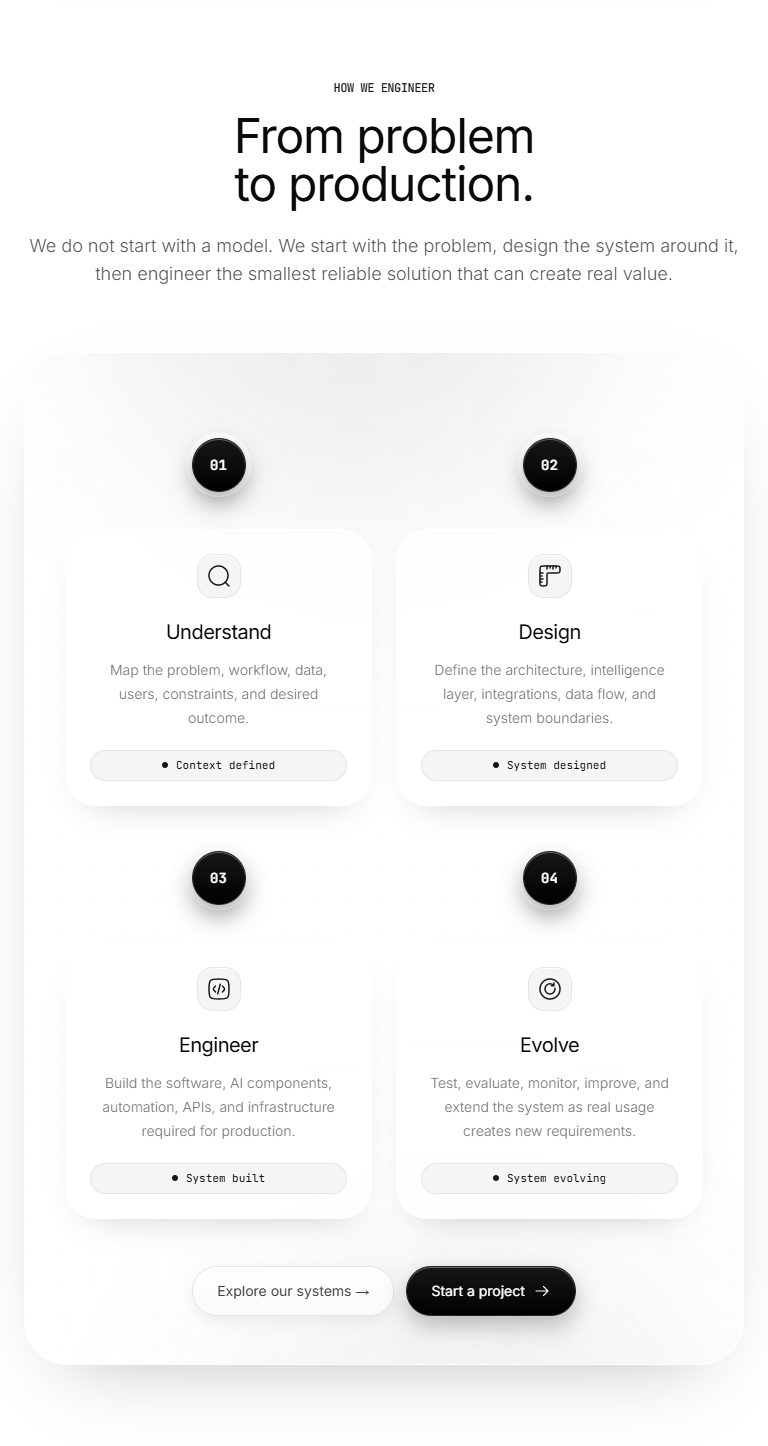 HOW WE ENGINEER
From problem
to production.
We do not start with a model. We start with the problem, design the system around it,
then engineer the smallest reliable solution that can create real value.
01
Understand
Map the problem, workflow, data,
users, constraints, and desired
outcome.
Context defined
02
Design
Define the architecture, intelligence
layer, integrations, data flow, and
system boundaries.
System designed
03
Engineer
Build the software, AI components,
automation, APIs, and infrastructure
required for production.
System built
04
Evolve
Test, evaluate, monitor, improve, and
extend the system as real usage
creates new requirements.
System evolving
Explore our systems →
Start a project →